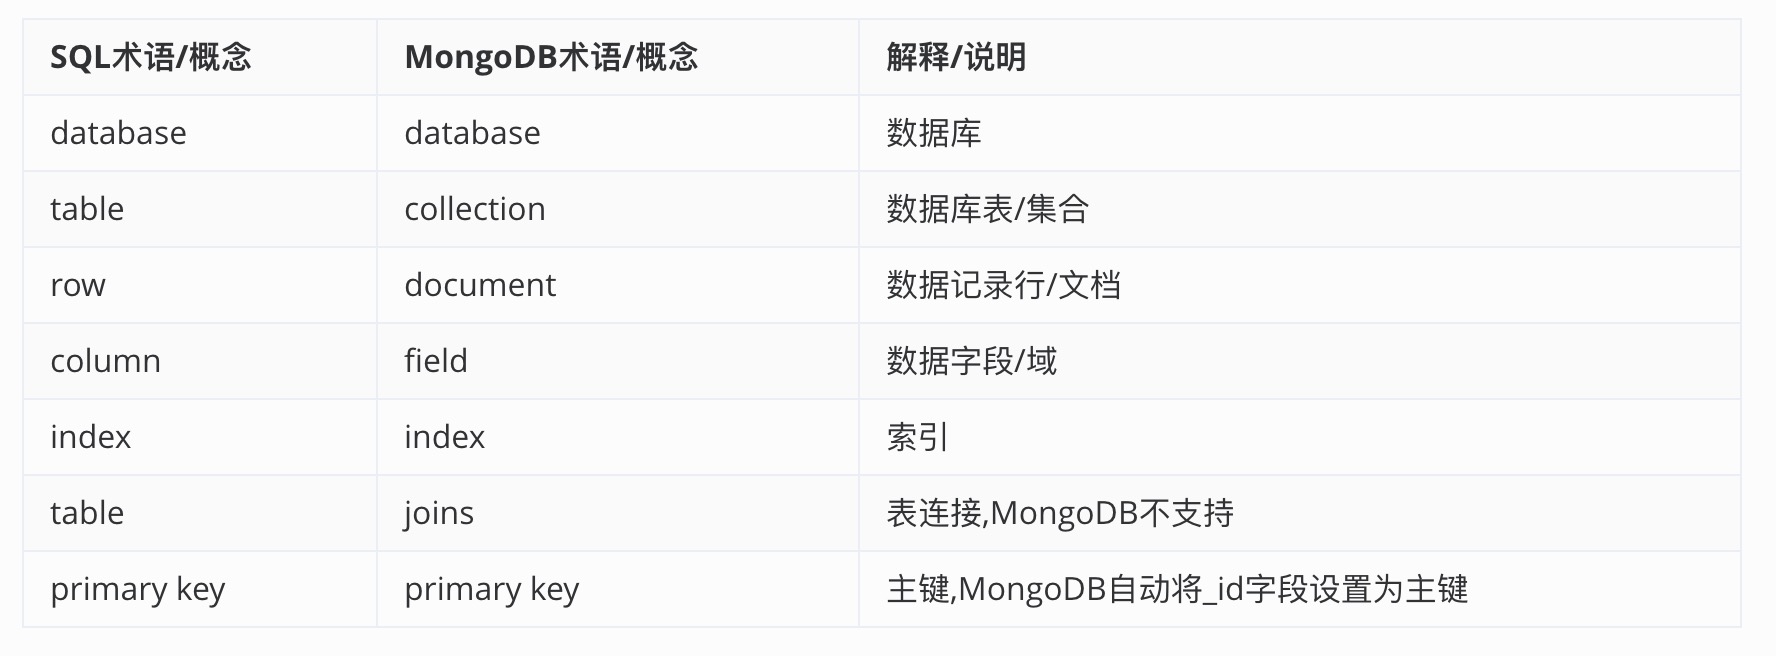 SQL术语/概念 MongoDB术语/概念 解释/说明
database database 数据库
table collection 数据库表/集合
row document 数据记录行/文档
column field 数据字段/域
index index 索引
table joins 表连接,MongoDB不支持
primary key primary key 主键,MongoDB自动将_id字段设置为主键